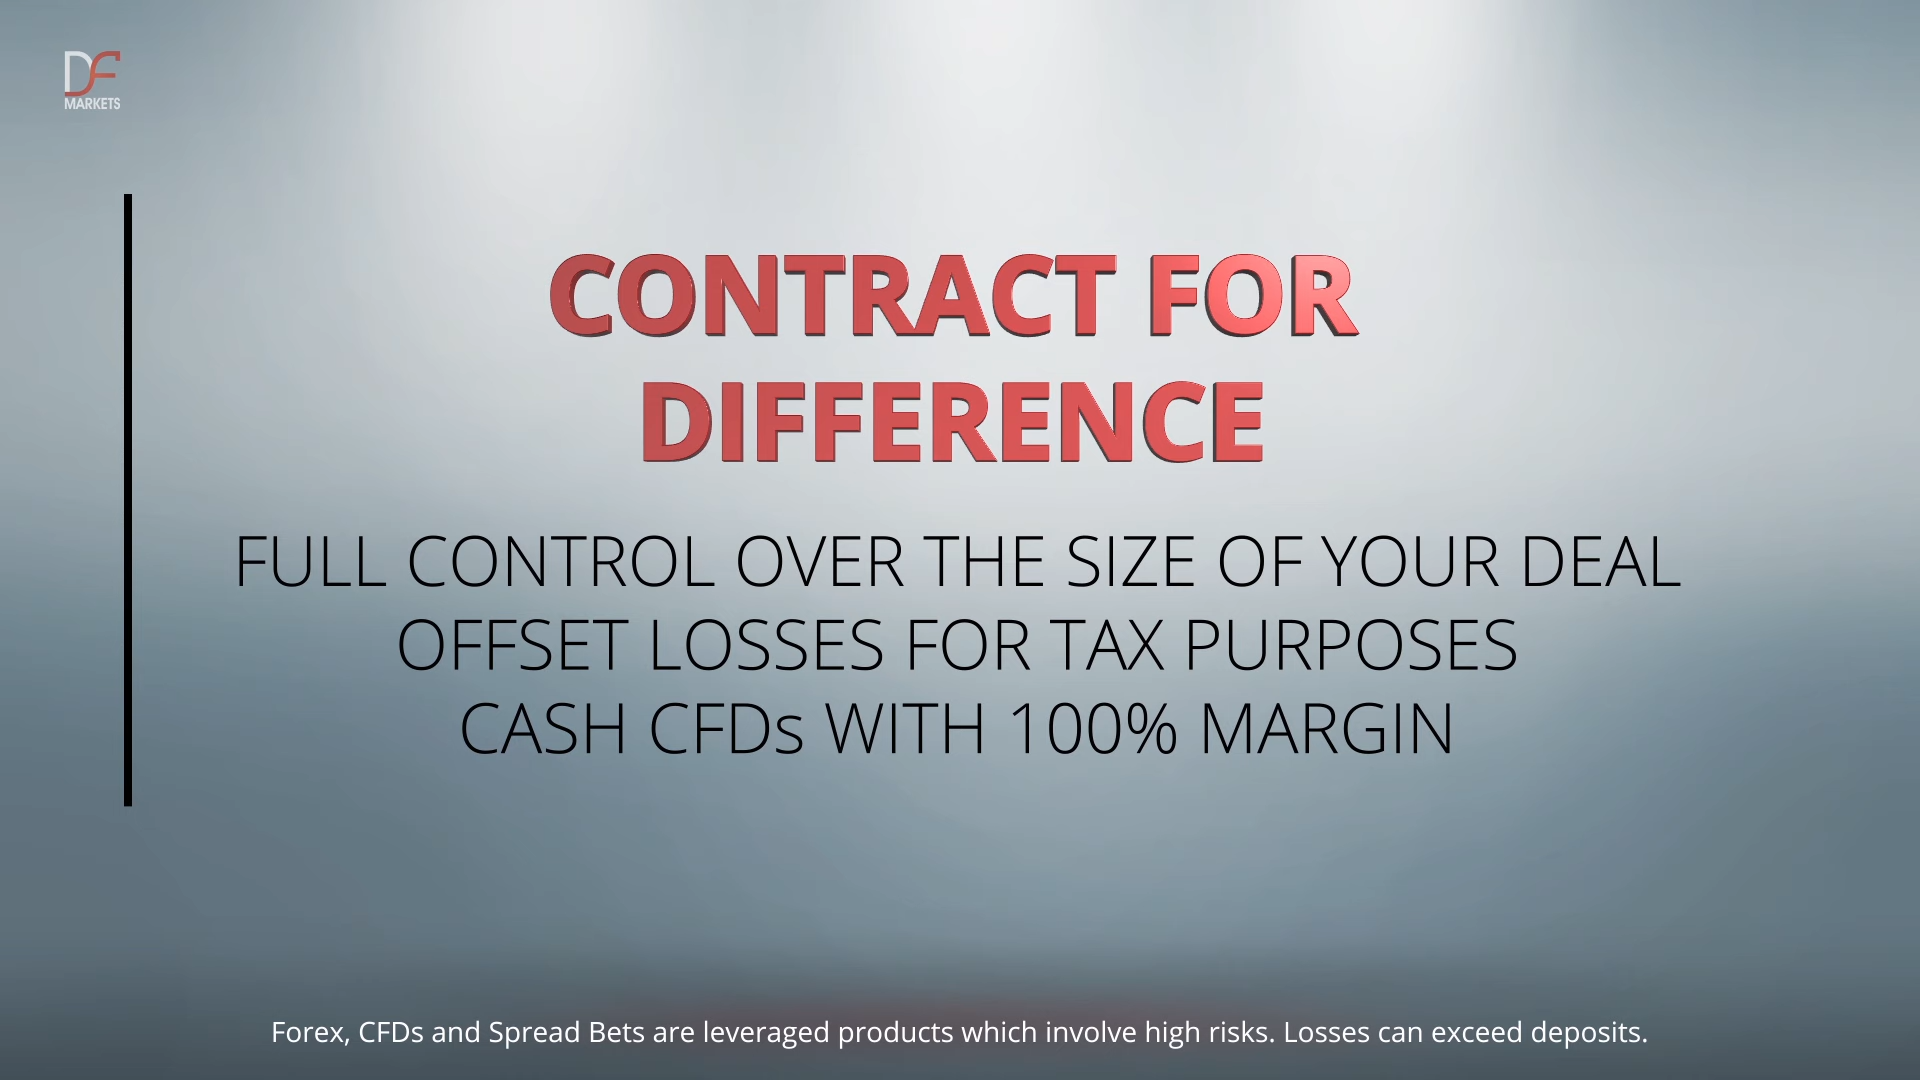 DF
MARKETS
CONTRACT FOR
DIFFERENCE
FULL CONTROL OVER THE SIZE OF YOUR DEAL
OFFSET LOSSES FOR TAX PURPOSES
CASH CFDs WITH 100% MARGIN
Forex, CFDs and Spread Bets are leveraged products which involve high risks. Losses can exceed deposits.